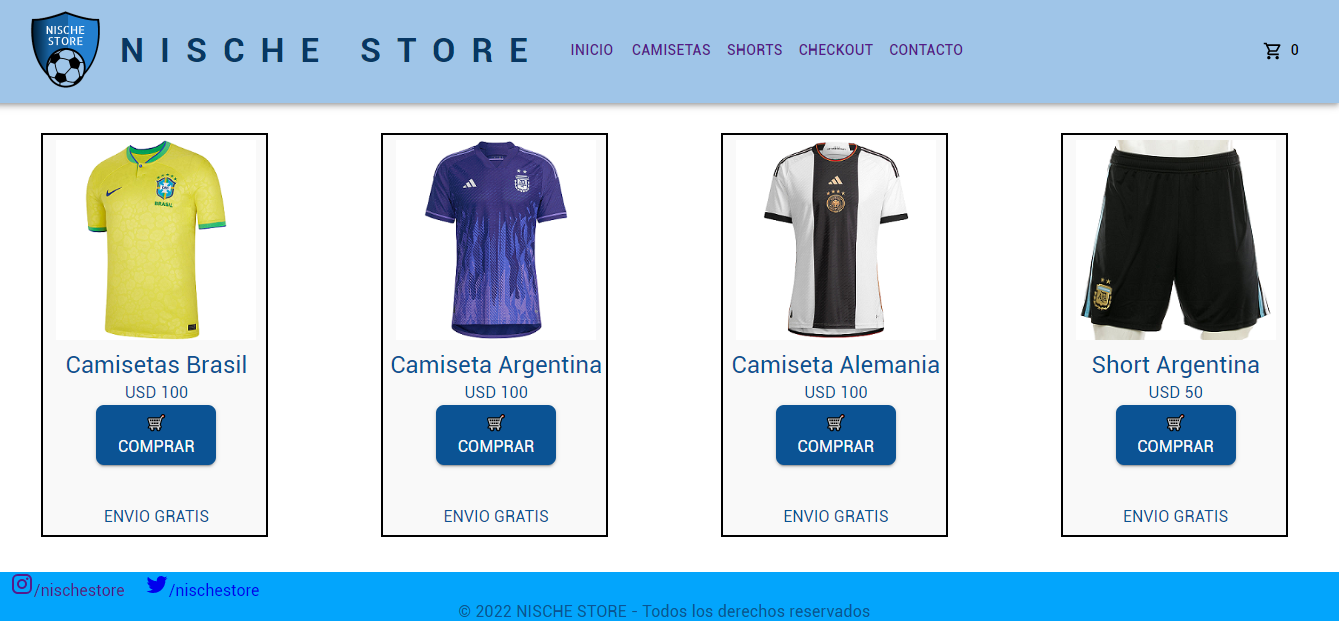 NISCHE
STORE
NISCHE STORE
INICIO CAMISETAS SHORTS CHECKOUT CONTACTO
0
BRASIL
Camisetas Brasil
USD 100
COMPRAR
ENVIO GRATIS
Camiseta Argentina
USD 100
COMPRAR
ENVIO GRATIS
Camiseta Alemania
USD 100
COMPRAR
ENVIO GRATIS
Short Argentina
USD 50
COMPRAR
ENVIO GRATIS
/nischestore /nischestore
© 2022 NISCHE STORE - Todos los derechos reservados